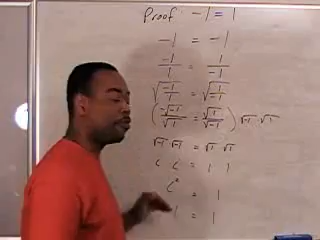 Proof: -1 = 1
-1 = -1
-1/1 = 1/-1
√(-1/1) = √(1/-1)
(√-1/√1 = √1/√-1) √-1 · √1
√-1 √-1 = √1 √1
i i = 1 1
i² = 1
1 = 1